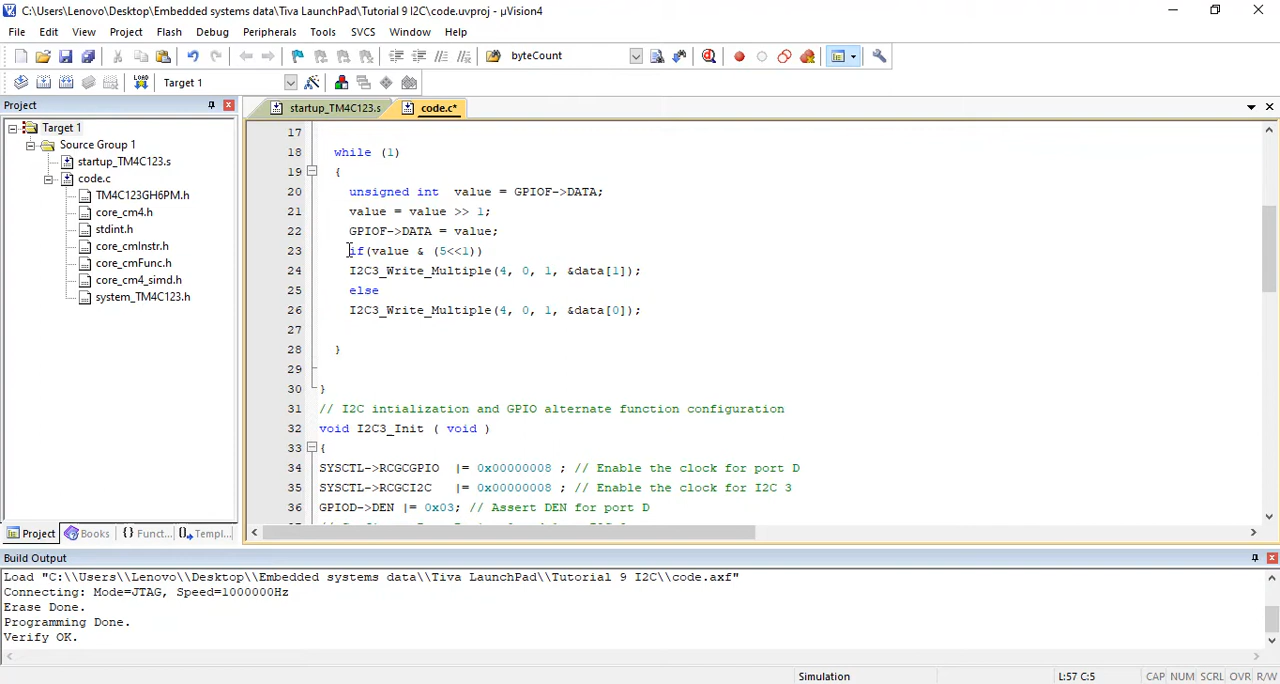 C:\Users\Lenovo\Desktop\Embedded systems data\Tiva LaunchPad\Tutorial 9 I2C\code.uvproj - µVision4
File Edit View Project Flash Debug Peripherals Tools SVCS Window Help
byteCount
LOAD Target 1
Project
startup_TM4C123.s code.c*
Target 1
Source Group 1
startup_TM4C123.s
code.c
TM4C123GH6PM.h
core_cm4.h
stdint.h
core_cmInstr.h
core_cmFunc.h
core_cm4_simd.h
system_TM4C123.h
17
18 while (1)
19 {
20 unsigned int value = GPIOF->DATA;
21 value = value >> 1;
22 GPIOF->DATA = value;
23 if(value & (5<<1))
24 I2C3_Write_Multiple(4, 0, 1, &data[1]);
25 else
26 I2C3_Write_Multiple(4, 0, 1, &data[0]);
27
28 }
29
30 }
31 // I2C intialization and GPIO alternate function configuration
32 void I2C3_Init ( void )
33 {
34 SYSCTL->RCGCGPIO |= 0x00000008 ; // Enable the clock for port D
35 SYSCTL->RCGCI2C |= 0x00000008 ; // Enable the clock for I2C 3
36 GPIOD->DEN |= 0x03; // Assert DEN for port D
Project Books {} Funct... Templ...
Build Output
Load "C:\\Users\\Lenovo\\Desktop\\Embedded systems data\\Tiva LaunchPad\\Tutorial 9 I2C\\code.axf"
Connecting: Mode=JTAG, Speed=1000000Hz
Erase Done.
Programming Done.
Verify OK.
Simulation L:57 C:5 CAP NUM SCRL OVR R/W